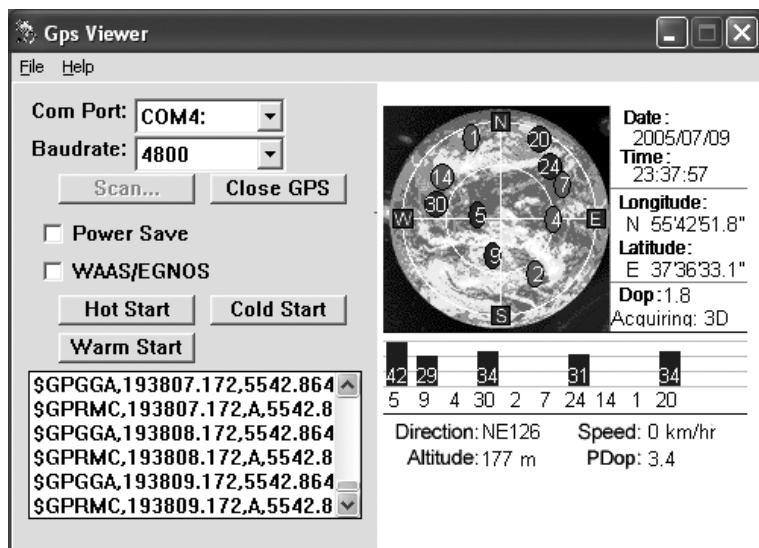 Gps Viewer
File Help
Com Port: COM4:
Baudrate: 4800
Scan... Close GPS
Power Save
WAAS/EGNOS
Hot Start Cold Start
Warm Start
$GPGGA,193807.172,5542.864
$GPRMC,193807.172,A,5542.8
$GPGGA,193808.172,5542.864
$GPRMC,193808.172,A,5542.8
$GPGGA,193809.172,5542.864
$GPRMC,193809.172,A,5542.8
N
1 20
24
14 7
30
W 5 4 E
9
2
S
Date:
2005/07/09
Time:
23:37:57
Longitude:
N 55'42'51.8"
Latitude:
E 37'36'33.1"
Dop:1.8
Acquiring: 3D
42 29 34 31 34
5 9 4 30 2 7 24 14 1 20
Direction: NE126 Speed: 0 km/hr
Altitude: 177 m PDop: 3.4